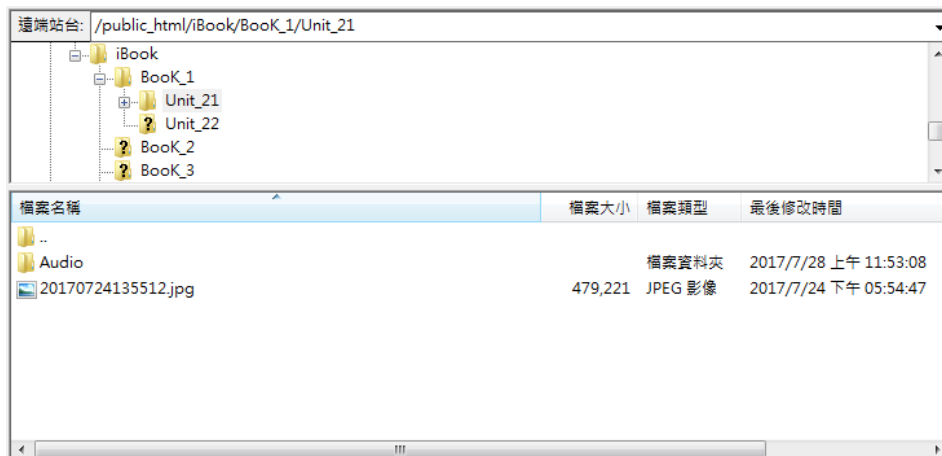 遠端站台: /public_html/iBook/BooK_1/Unit_21
iBook
BooK_1
Unit_21
Unit_22
BooK_2
BooK_3
檔案名稱 檔案大小 檔案類型 最後修改時間
..
Audio 檔案資料夾 2017/7/28 上午 11:53:08
20170724135512.jpg 479,221 JPEG 影像 2017/7/24 下午 05:54:47